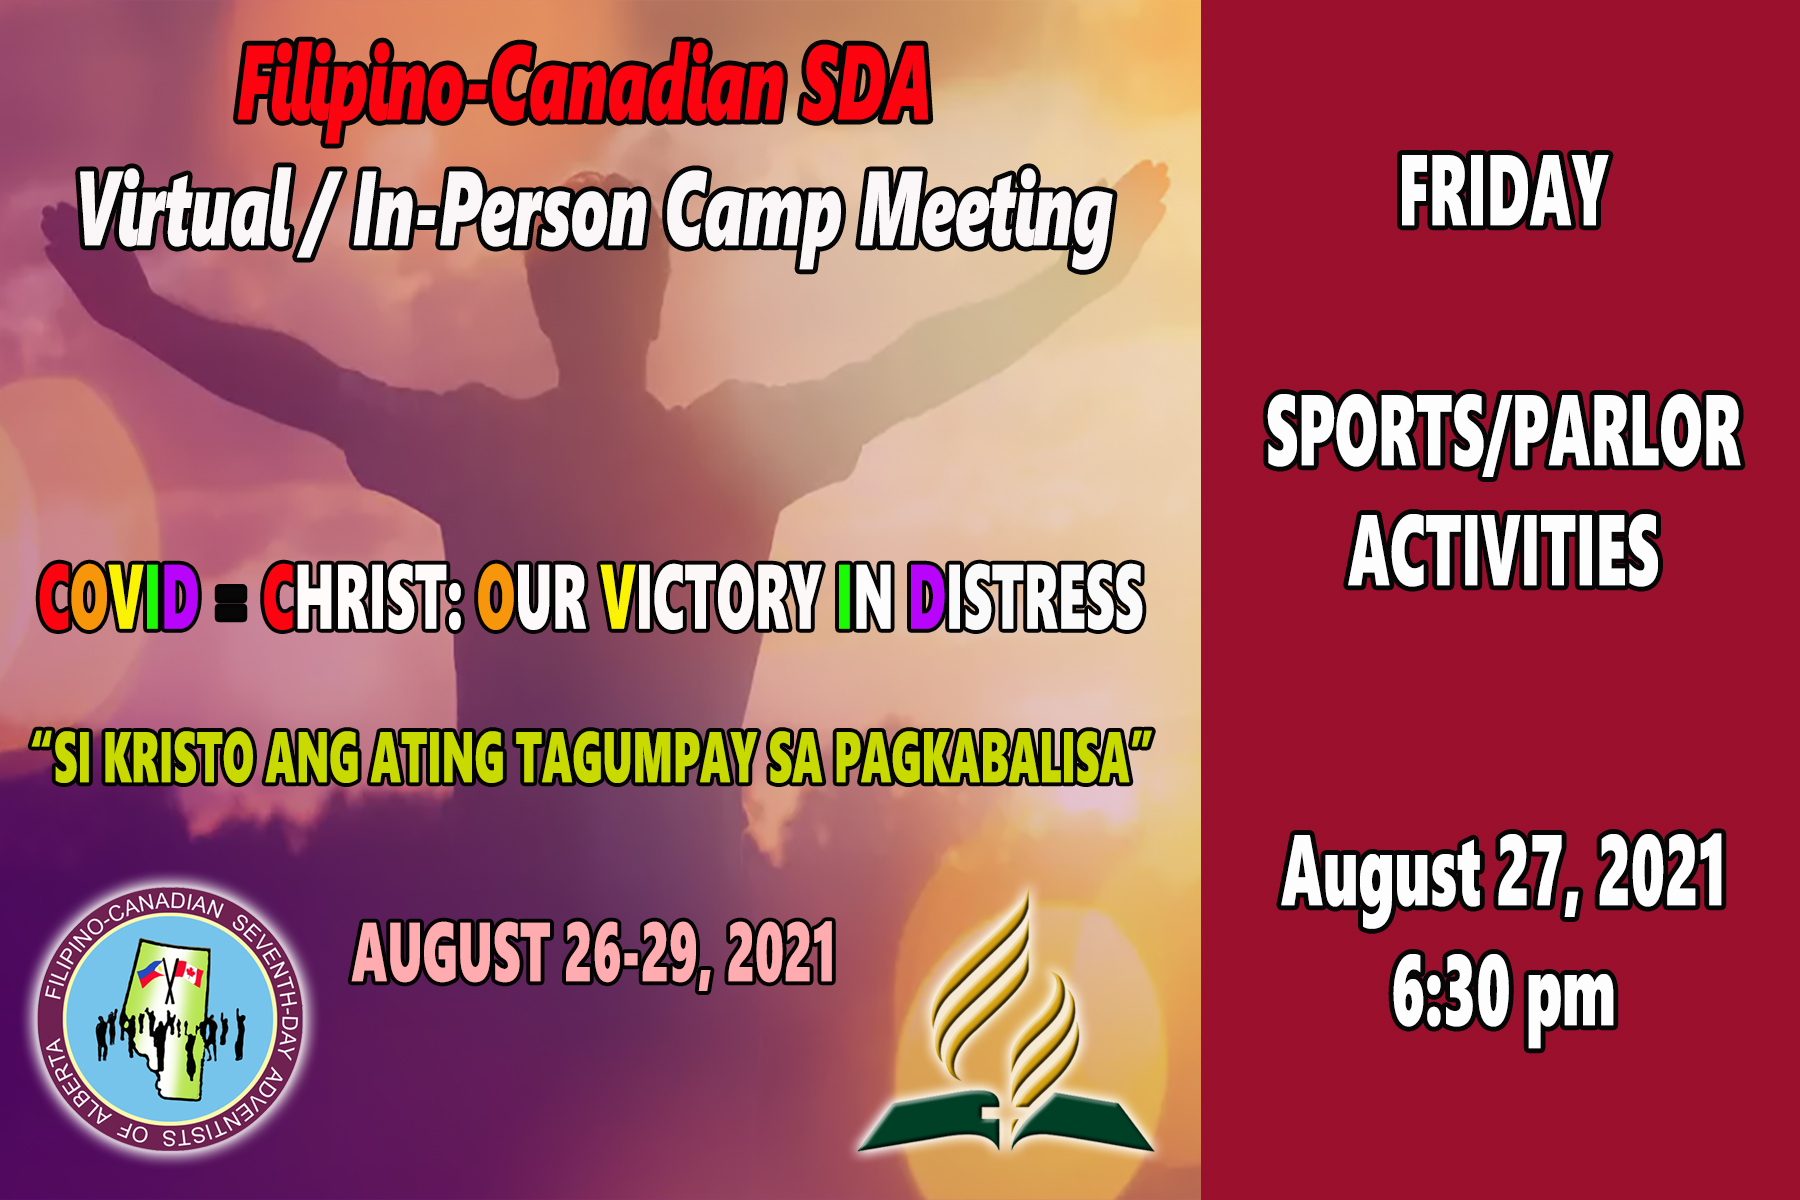 Filipino-Canadian SDA
Virtual / In-Person Camp Meeting
COVID = CHRIST: OUR VICTORY IN DISTRESS
“SI KRISTO ANG ATING TAGUMPAY SA PAGKABALISA”
AUGUST 26-29, 2021
FILIPINO-CANADIAN SEVENTH-DAY ADVENTISTS OF ALBERTA
FRIDAY
SPORTS/PARLOR
ACTIVITIES
August 27, 2021
6:30 pm